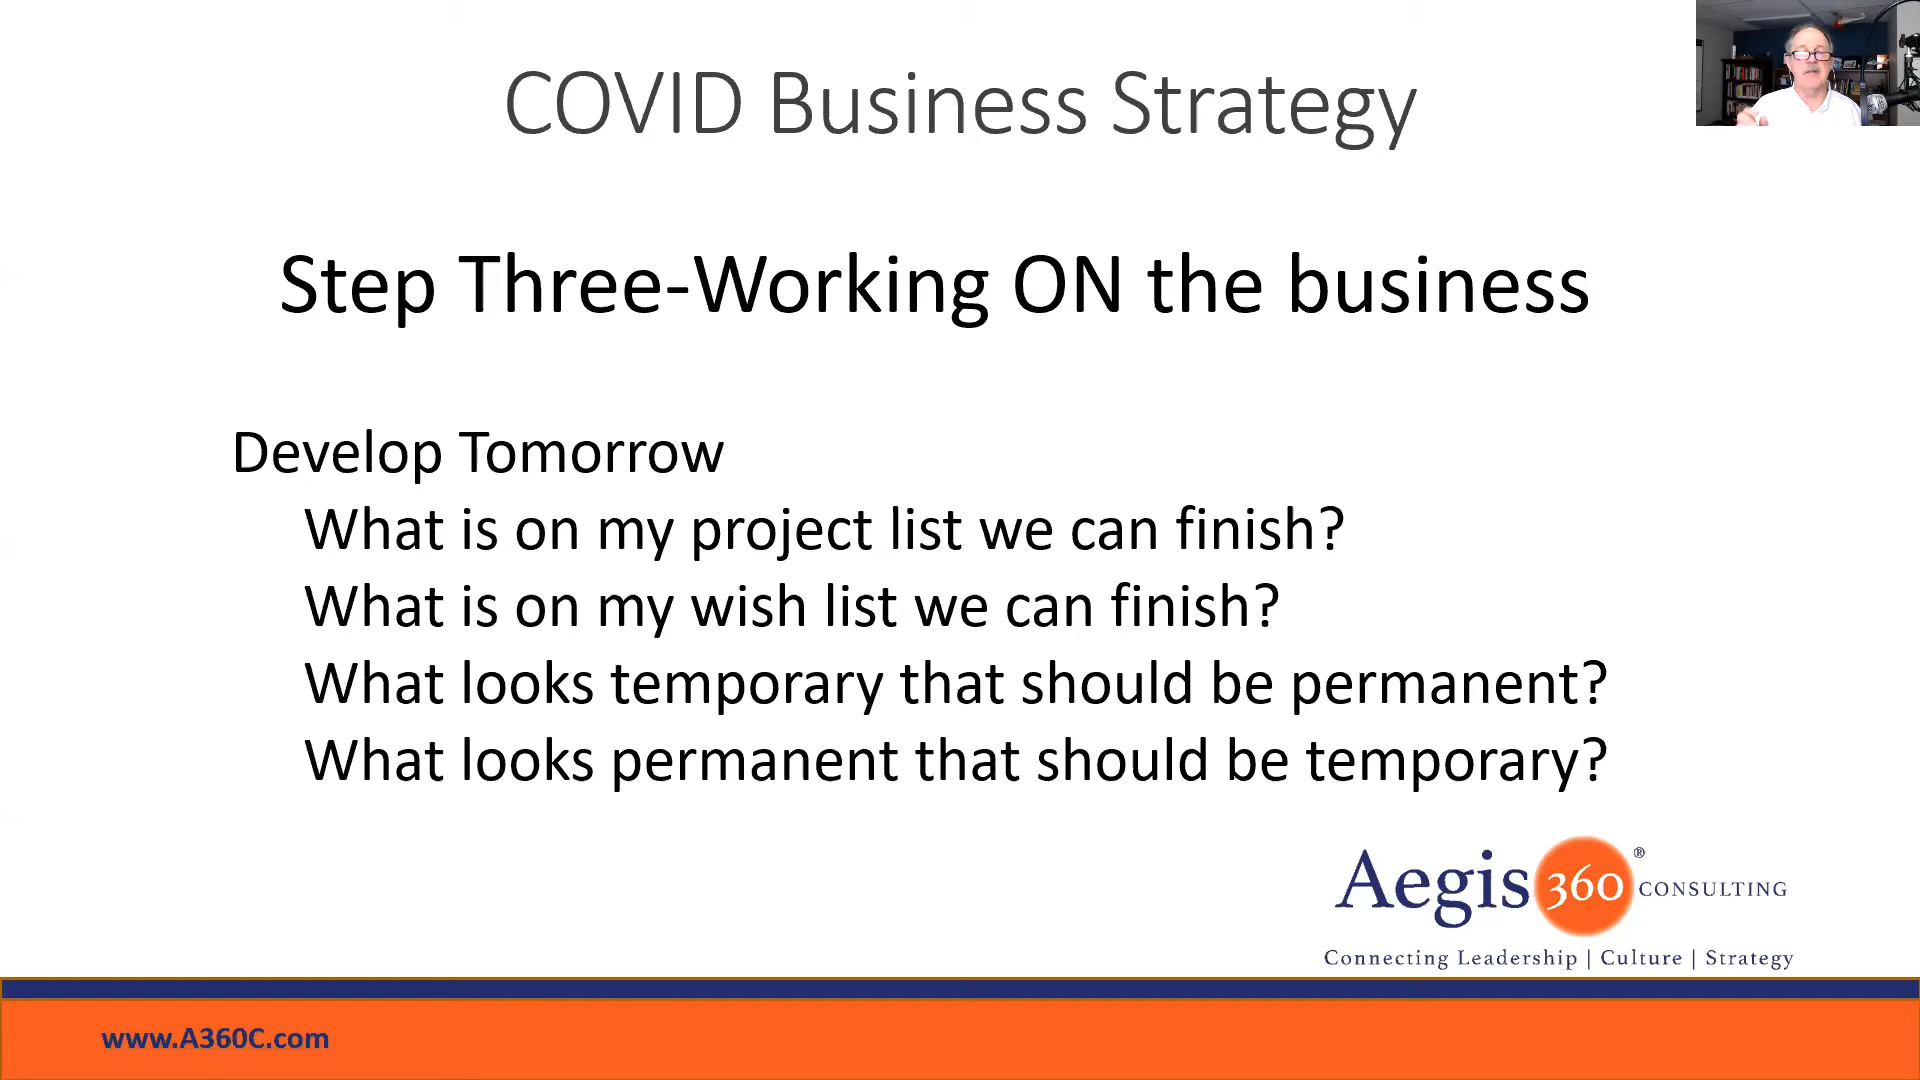 COVID Business Strategy
Step Three-Working ON the business
Develop Tomorrow
What is on my project list we can finish?
What is on my wish list we can finish?
What looks temporary that should be permanent?
What looks permanent that should be temporary?
Aegis 360® CONSULTING
Connecting Leadership | Culture | Strategy
www.A360C.com